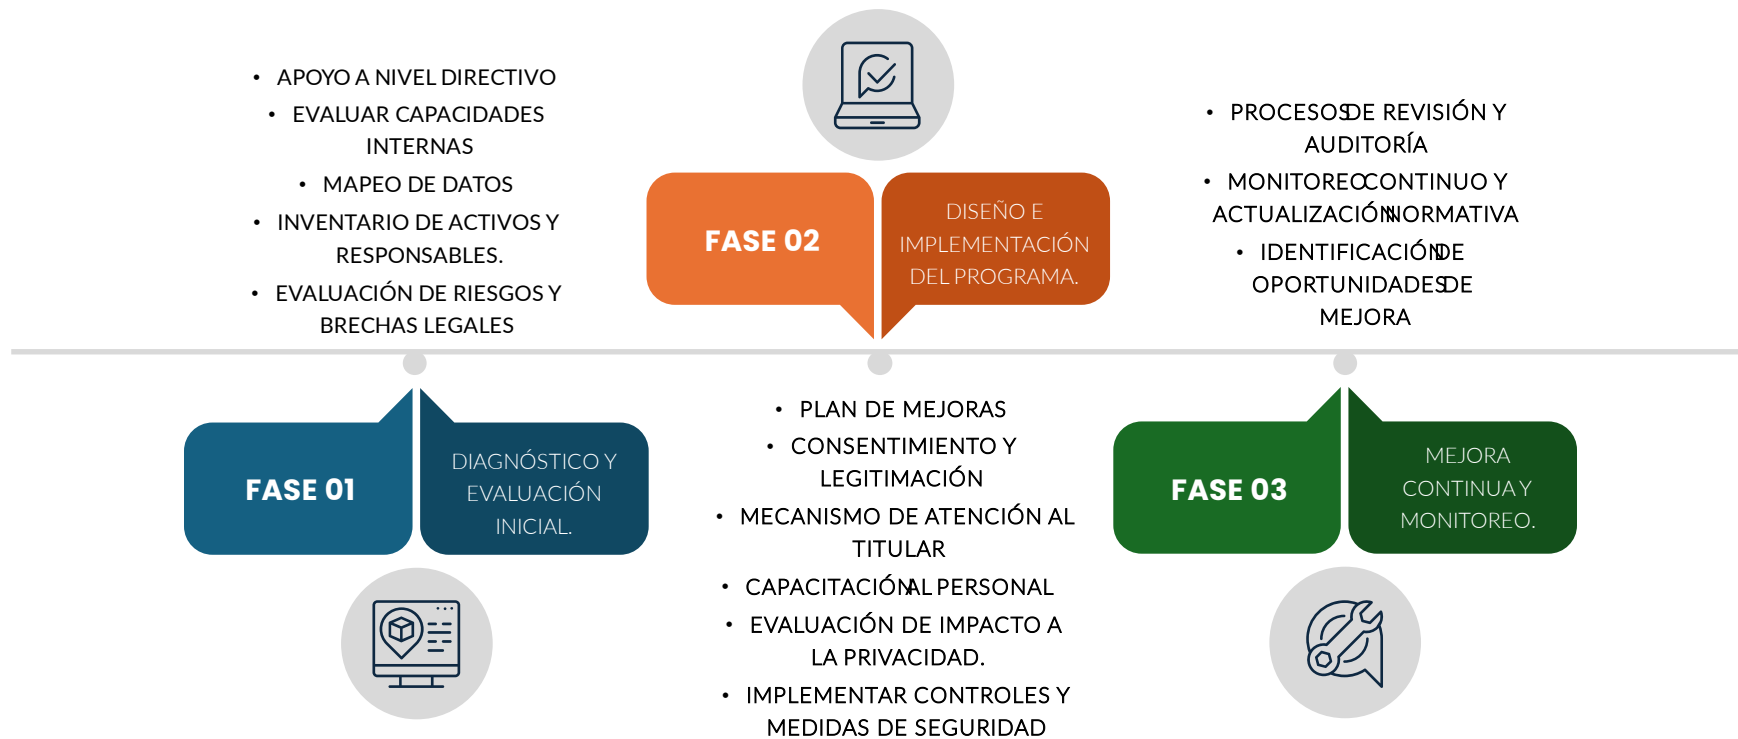 • APOYO A NIVEL DIRECTIVO
• EVALUAR CAPACIDADES
INTERNAS
• MAPEO DE DATOS
• INVENTARIO DE ACTIVOS Y
RESPONSABLES.
• EVALUACIÓN DE RIESGOS Y
BRECHAS LEGALES
FASE 01
DIAGNÓSTICO Y
EVALUACIÓN
INICIAL.
FASE 02
DISEÑO E
IMPLEMENTACIÓN
DEL PROGRAMA.
• PLAN DE MEJORAS
• CONSENTIMIENTO Y
LEGITIMACIÓN
• MECANISMO DE ATENCIÓN AL
TITULAR
• CAPACITACIÓN AL PERSONAL
• EVALUACIÓN DE IMPACTO A
LA PRIVACIDAD.
• IMPLEMENTAR CONTROLES Y
MEDIDAS DE SEGURIDAD
• PROCESOS DE REVISIÓN Y
AUDITORÍA
• MONITOREO CONTINUO Y
ACTUALIZACIÓN NORMATIVA
• IDENTIFICACIÓN DE
OPORTUNIDADES DE
MEJORA
FASE 03
MEJORA
CONTINUA Y
MONITOREO.